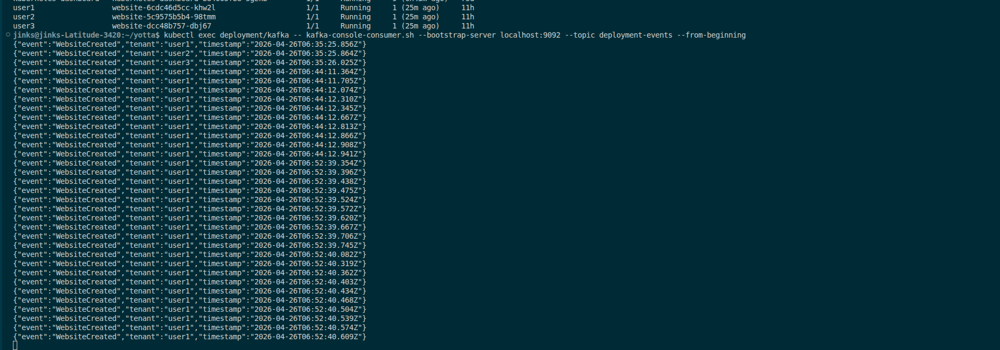 user1 website-6cdc46d5cc-khw2l 1/1 Running 1 (25m ago) 11h
user2 website-5c9575b5b4-98tmm 1/1 Running 1 (25m ago) 11h
user3 website-dcc48b757-dbj67 1/1 Running 1 (25m ago) 11h
jinks@jinks-Latitude-3420:~/yotta$ kubectl exec deployment/kafka -- kafka-console-consumer.sh --bootstrap-server localhost:9092 --topic deployment-events --from-beginning
{"event":"WebsiteCreated","tenant":"user1","timestamp":"2026-04-26T06:35:25.856Z"}
{"event":"WebsiteCreated","tenant":"user2","timestamp":"2026-04-26T06:35:25.864Z"}
{"event":"WebsiteCreated","tenant":"user3","timestamp":"2026-04-26T06:35:26.025Z"}
{"event":"WebsiteCreated","tenant":"user1","timestamp":"2026-04-26T06:44:11.364Z"}
{"event":"WebsiteCreated","tenant":"user1","timestamp":"2026-04-26T06:44:11.705Z"}
{"event":"WebsiteCreated","tenant":"user1","timestamp":"2026-04-26T06:44:12.074Z"}
{"event":"WebsiteCreated","tenant":"user1","timestamp":"2026-04-26T06:44:12.310Z"}
{"event":"WebsiteCreated","tenant":"user1","timestamp":"2026-04-26T06:44:12.345Z"}
{"event":"WebsiteCreated","tenant":"user1","timestamp":"2026-04-26T06:44:12.667Z"}
{"event":"WebsiteCreated","tenant":"user1","timestamp":"2026-04-26T06:44:12.813Z"}
{"event":"WebsiteCreated","tenant":"user1","timestamp":"2026-04-26T06:44:12.866Z"}
{"event":"WebsiteCreated","tenant":"user1","timestamp":"2026-04-26T06:44:12.908Z"}
{"event":"WebsiteCreated","tenant":"user1","timestamp":"2026-04-26T06:44:12.941Z"}
{"event":"WebsiteCreated","tenant":"user1","timestamp":"2026-04-26T06:52:39.354Z"}
{"event":"WebsiteCreated","tenant":"user1","timestamp":"2026-04-26T06:52:39.396Z"}
{"event":"WebsiteCreated","tenant":"user1","timestamp":"2026-04-26T06:52:39.438Z"}
{"event":"WebsiteCreated","tenant":"user1","timestamp":"2026-04-26T06:52:39.475Z"}
{"event":"WebsiteCreated","tenant":"user1","timestamp":"2026-04-26T06:52:39.524Z"}
{"event":"WebsiteCreated","tenant":"user1","timestamp":"2026-04-26T06:52:39.572Z"}
{"event":"WebsiteCreated","tenant":"user1","timestamp":"2026-04-26T06:52:39.620Z"}
{"event":"WebsiteCreated","tenant":"user1","timestamp":"2026-04-26T06:52:39.667Z"}
{"event":"WebsiteCreated","tenant":"user1","timestamp":"2026-04-26T06:52:39.706Z"}
{"event":"WebsiteCreated","tenant":"user1","timestamp":"2026-04-26T06:52:39.745Z"}
{"event":"WebsiteCreated","tenant":"user1","timestamp":"2026-04-26T06:52:40.082Z"}
{"event":"WebsiteCreated","tenant":"user1","timestamp":"2026-04-26T06:52:40.319Z"}
{"event":"WebsiteCreated","tenant":"user1","timestamp":"2026-04-26T06:52:40.362Z"}
{"event":"WebsiteCreated","tenant":"user1","timestamp":"2026-04-26T06:52:40.403Z"}
{"event":"WebsiteCreated","tenant":"user1","timestamp":"2026-04-26T06:52:40.434Z"}
{"event":"WebsiteCreated","tenant":"user1","timestamp":"2026-04-26T06:52:40.468Z"}
{"event":"WebsiteCreated","tenant":"user1","timestamp":"2026-04-26T06:52:40.504Z"}
{"event":"WebsiteCreated","tenant":"user1","timestamp":"2026-04-26T06:52:40.539Z"}
{"event":"WebsiteCreated","tenant":"user1","timestamp":"2026-04-26T06:52:40.574Z"}
{"event":"WebsiteCreated","tenant":"user1","timestamp":"2026-04-26T06:52:40.609Z"}